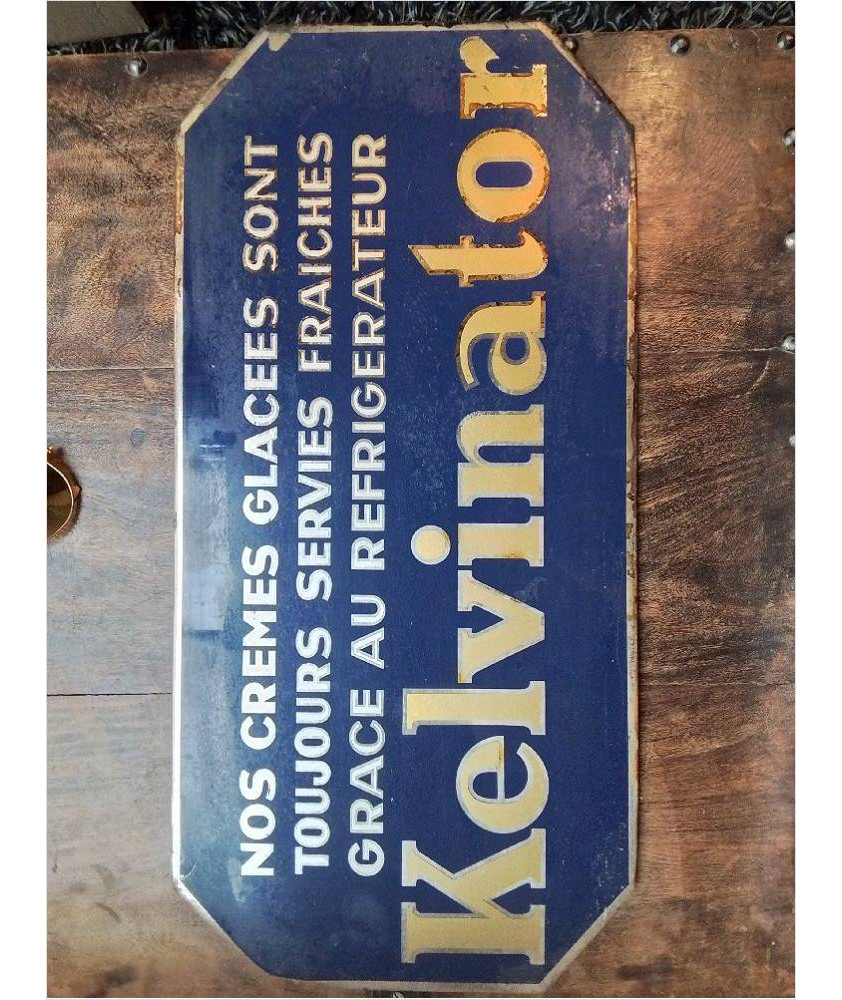 NOS CREMES GLACEES SONT
TOUJOURS SERVIES FRAICHES
GRACE AU REFRIGERATEUR
Kelvinator